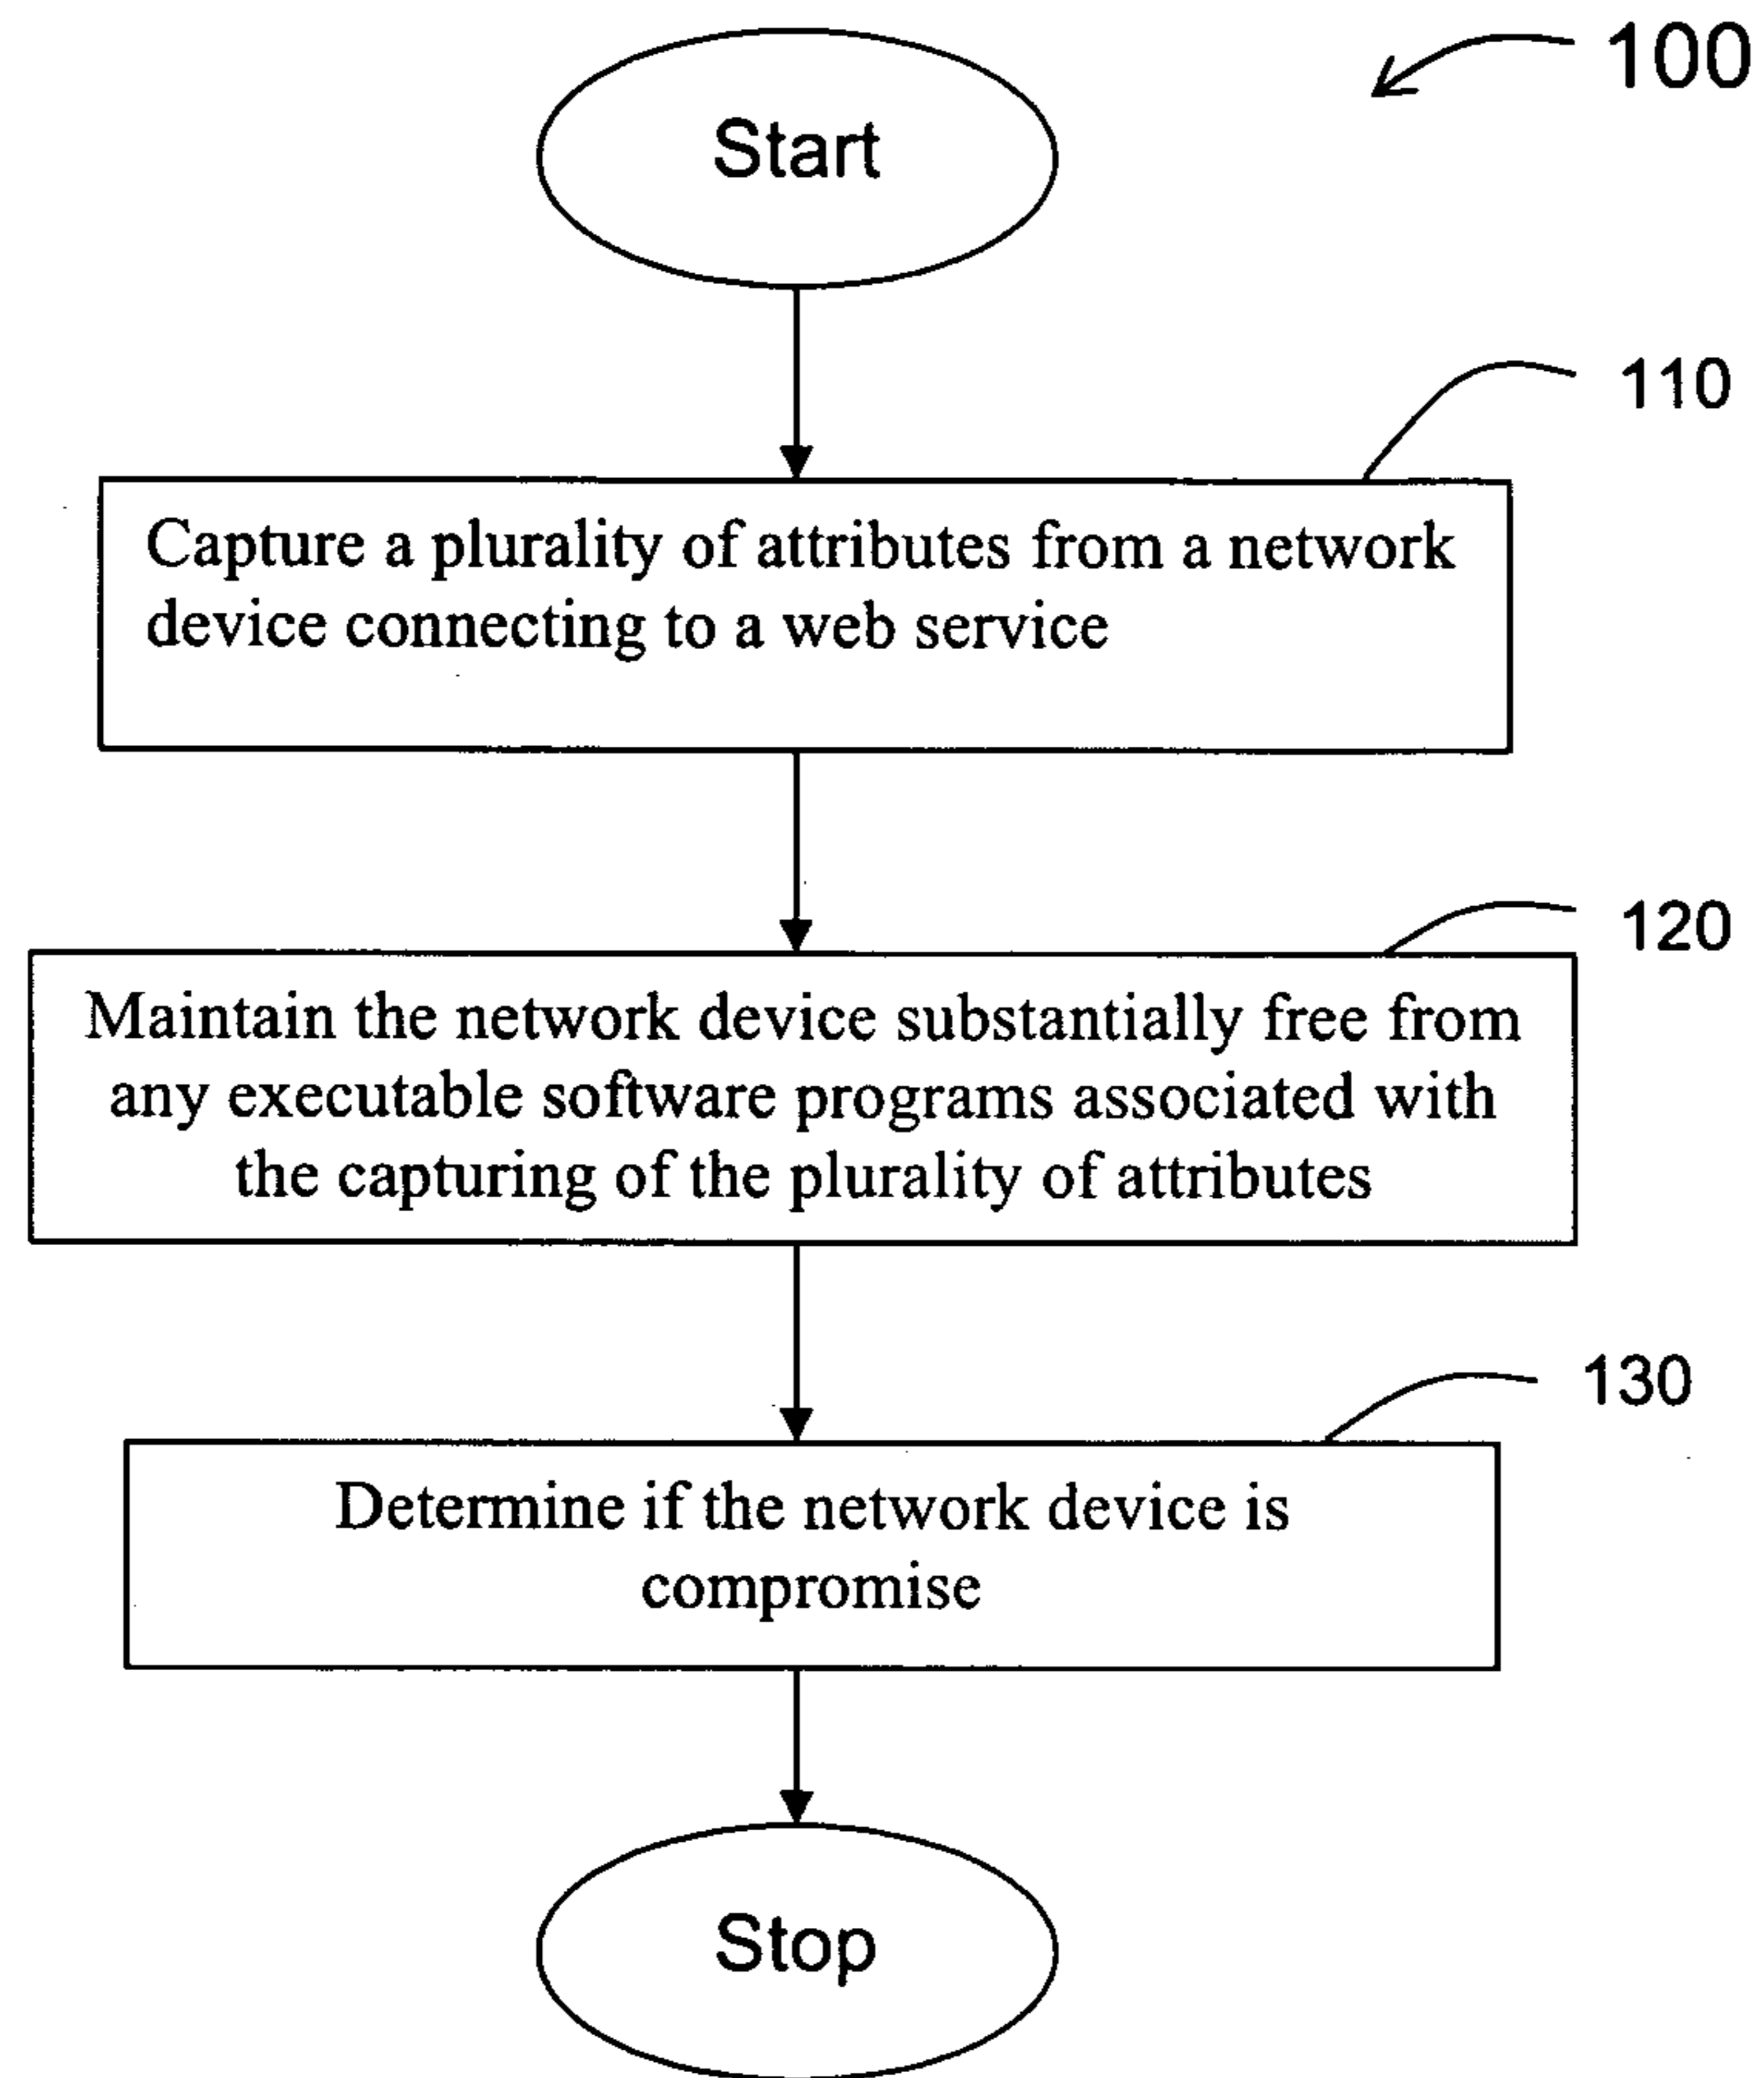 100
Start
110
Capture a plurality of attributes from a network
device connecting to a web service
120
Maintain the network device substantially free from
any executable software programs associated with
the capturing of the plurality of attributes
130
Determine if the network device is
compromise
Stop